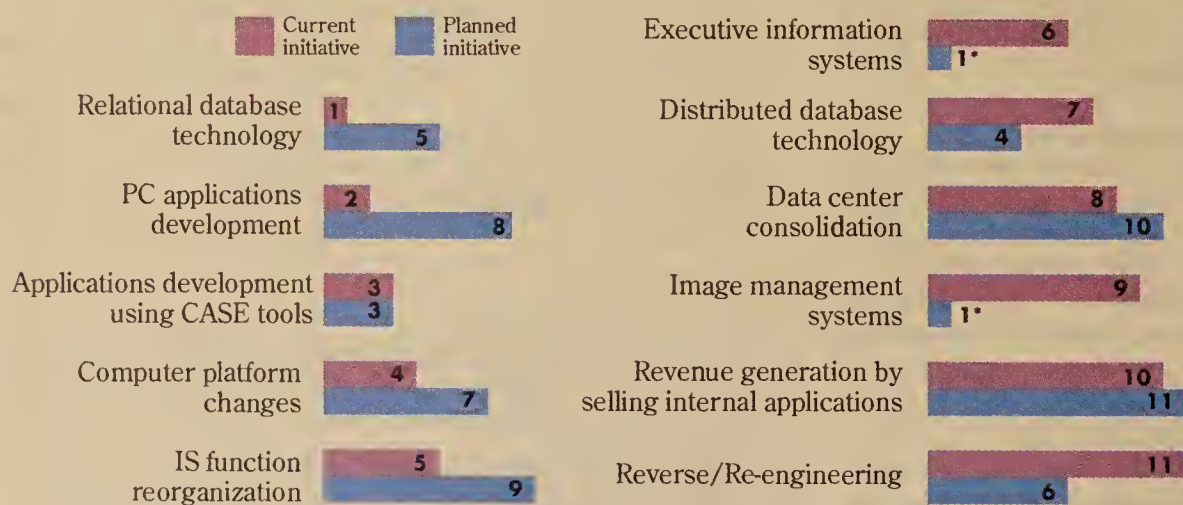 Current
initiative
Planned
initiative
Relational database
technology
1
5
PC applications
development
2
8
Applications development
using CASE tools
3
3
Computer platform
changes
4
7
IS function
reorganization
5
9
Executive information
systems
6
1*
Distributed database
technology
7
4
Data center
consolidation
8
10
Image management
systems
9
1*
Revenue generation by
selling internal applications
10
11
Reverse/Re-engineering
11
6